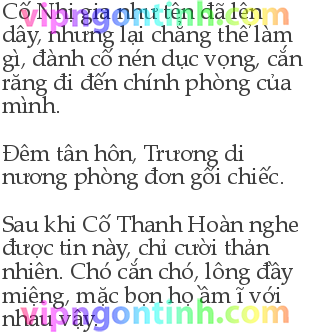 vipngontinh.com
Cố Nhị gia như tên đã lên
dây, nhưng lại chẳng thể làm
gì, đành cố nén dục vọng, cắn
răng đi đến chính phòng của
mình.
Đêm tân hôn, Trương di
nương phòng đơn gối chiếc.
Sau khi Cố Thanh Hoàn nghe
được tin này, chỉ cười thản
nhiên. Chó cắn chó, lông đầy
miệng, mặc bọn họ ầm ĩ với
nhau vậy.
vipngontinh.com